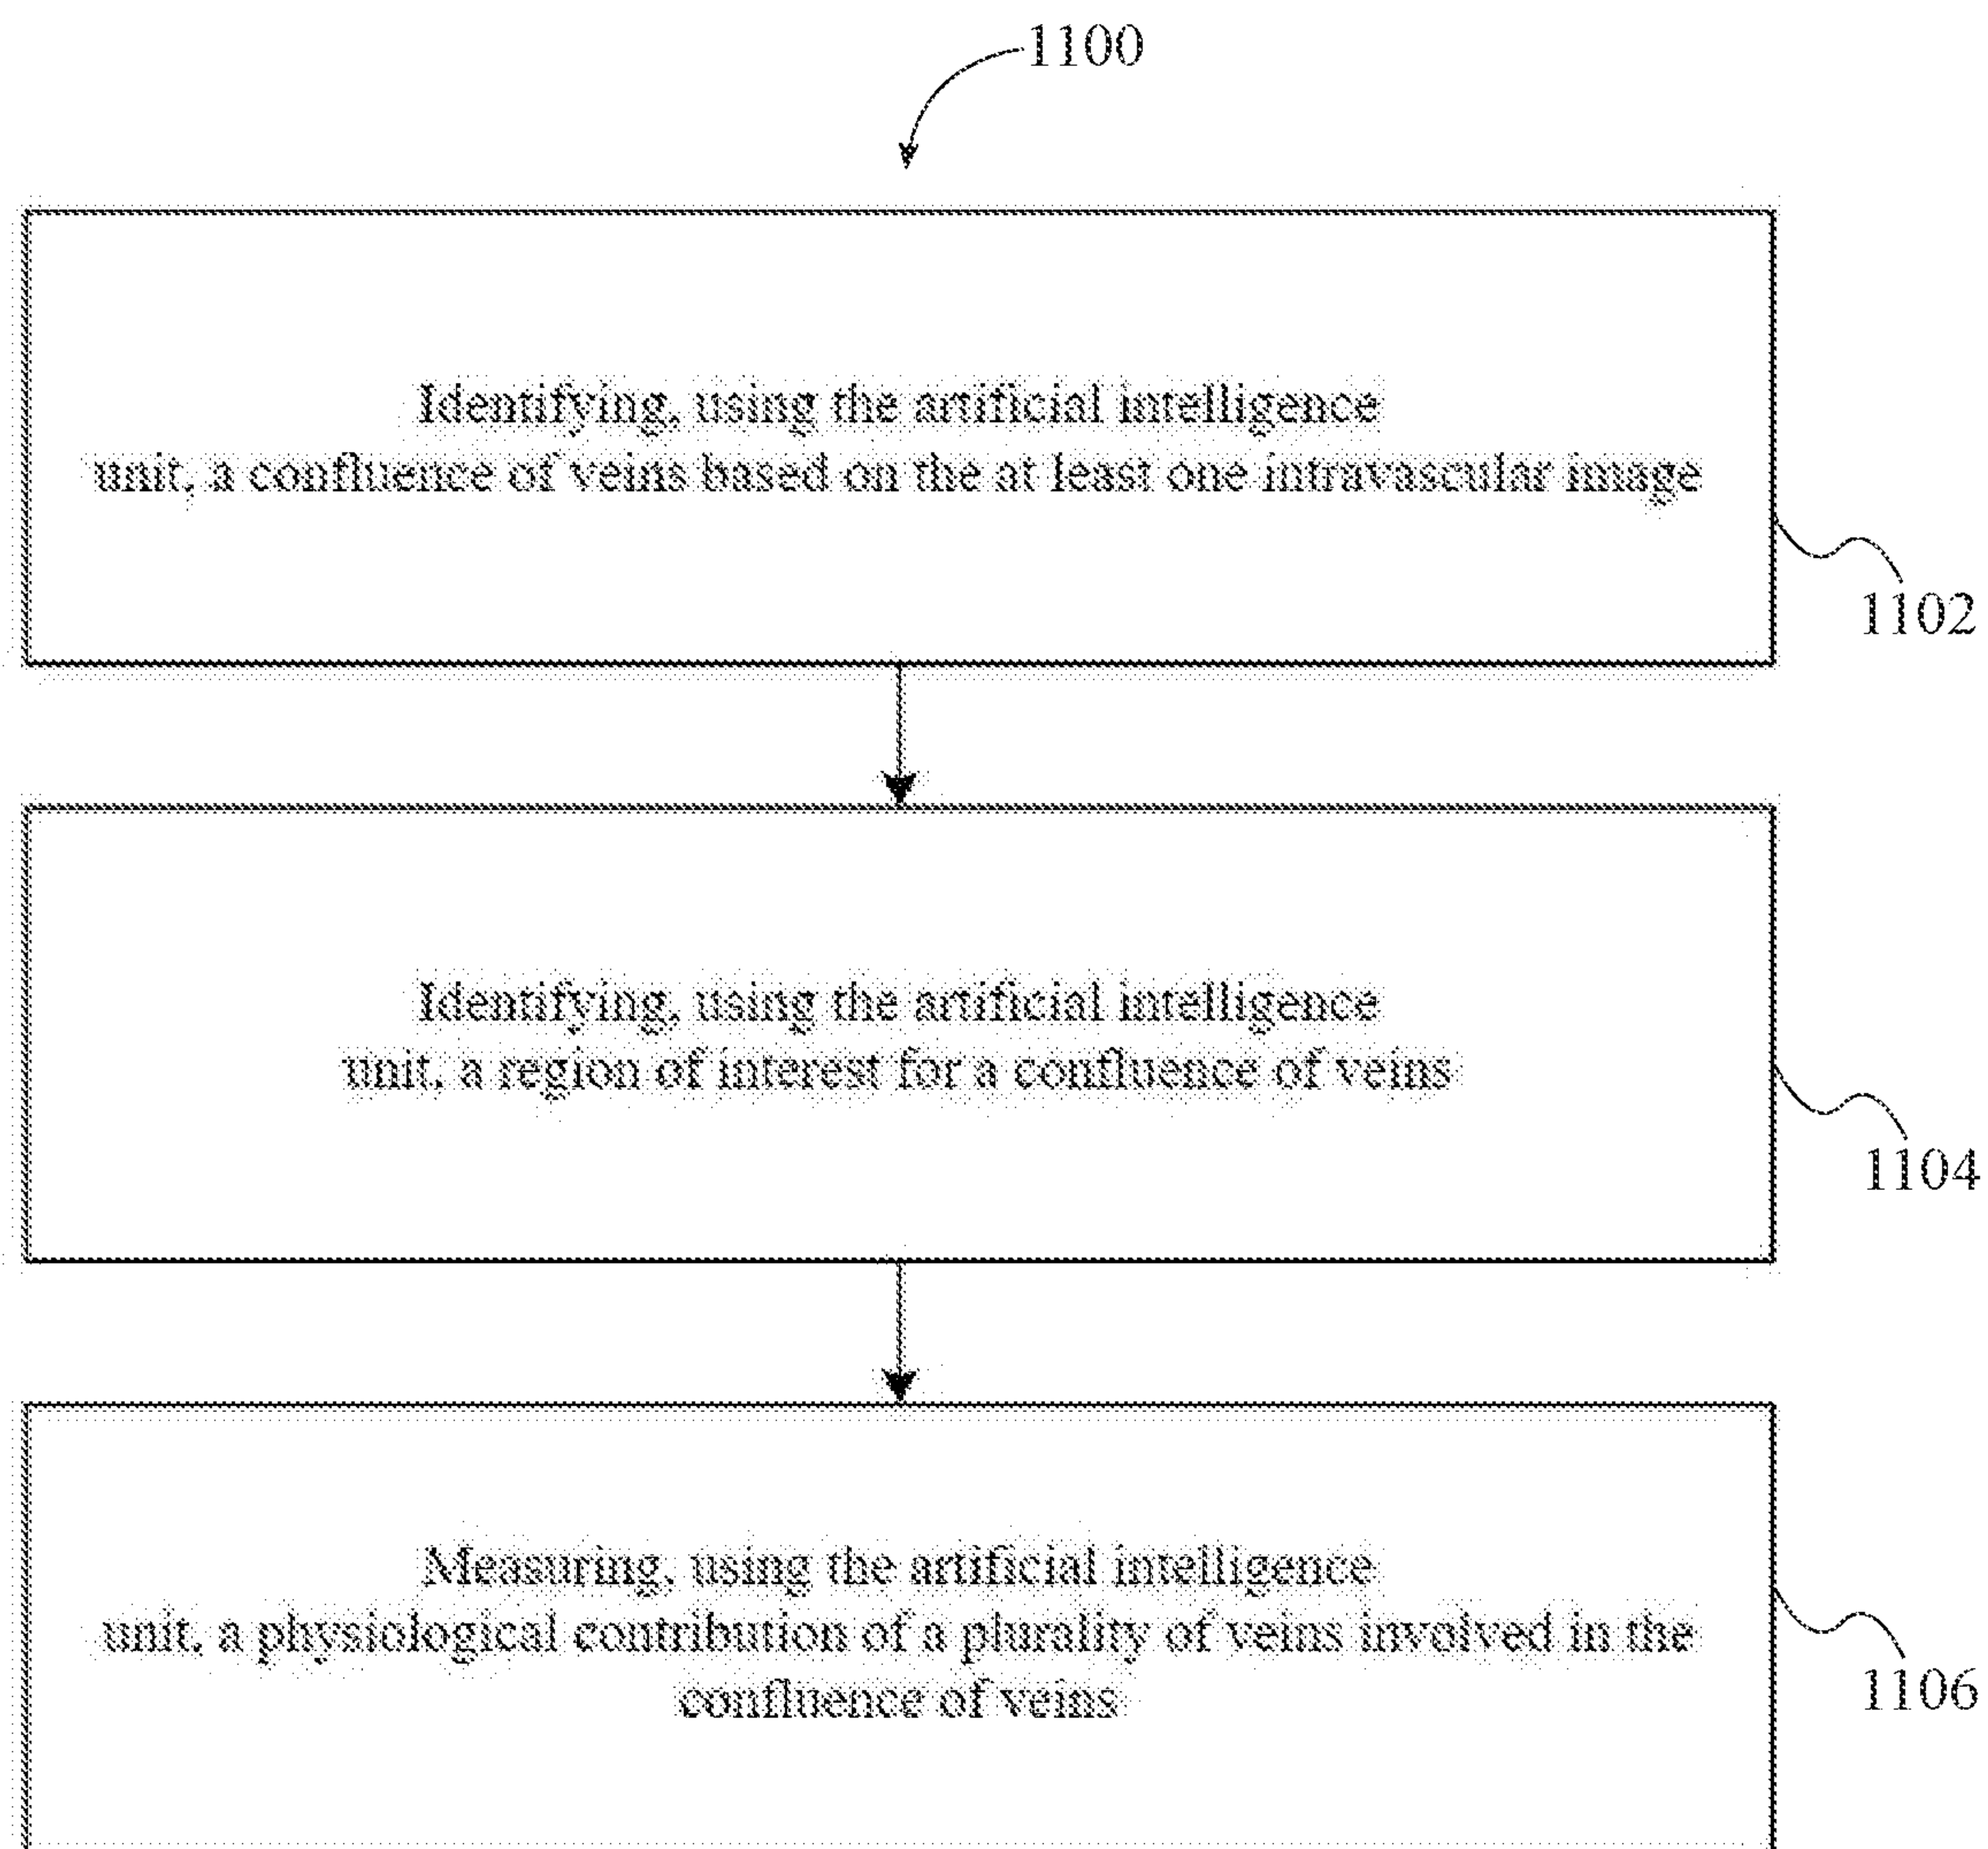 1100
Identifying, using the artificial intelligence
unit, a confluence of veins based on the at least one intravascular image
1102
Identifying, using the artificial intelligence
unit, a region of interest for a confluence of veins
1104
Measuring, using the artificial intelligence
unit, a physiological contribution of a plurality of veins involved in the
confluence of veins
1106